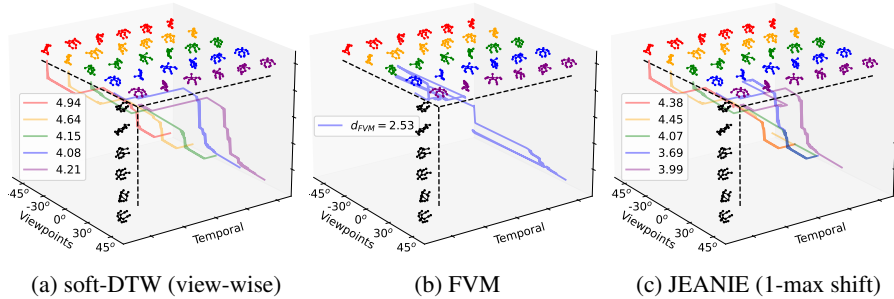 4.94
4.64
4.15
4.08
4.21
-45°
-30°
0°
30°
45°
Viewpoints
Temporal
(a) soft-DTW (view-wise)
d_FVM = 2.53
-45°
-30°
0°
30°
45°
Viewpoints
Temporal
(b) FVM
4.38
4.45
4.07
3.69
3.99
-45°
-30°
0°
30°
45°
Viewpoints
Temporal
(c) JEANIE (1-max shift)